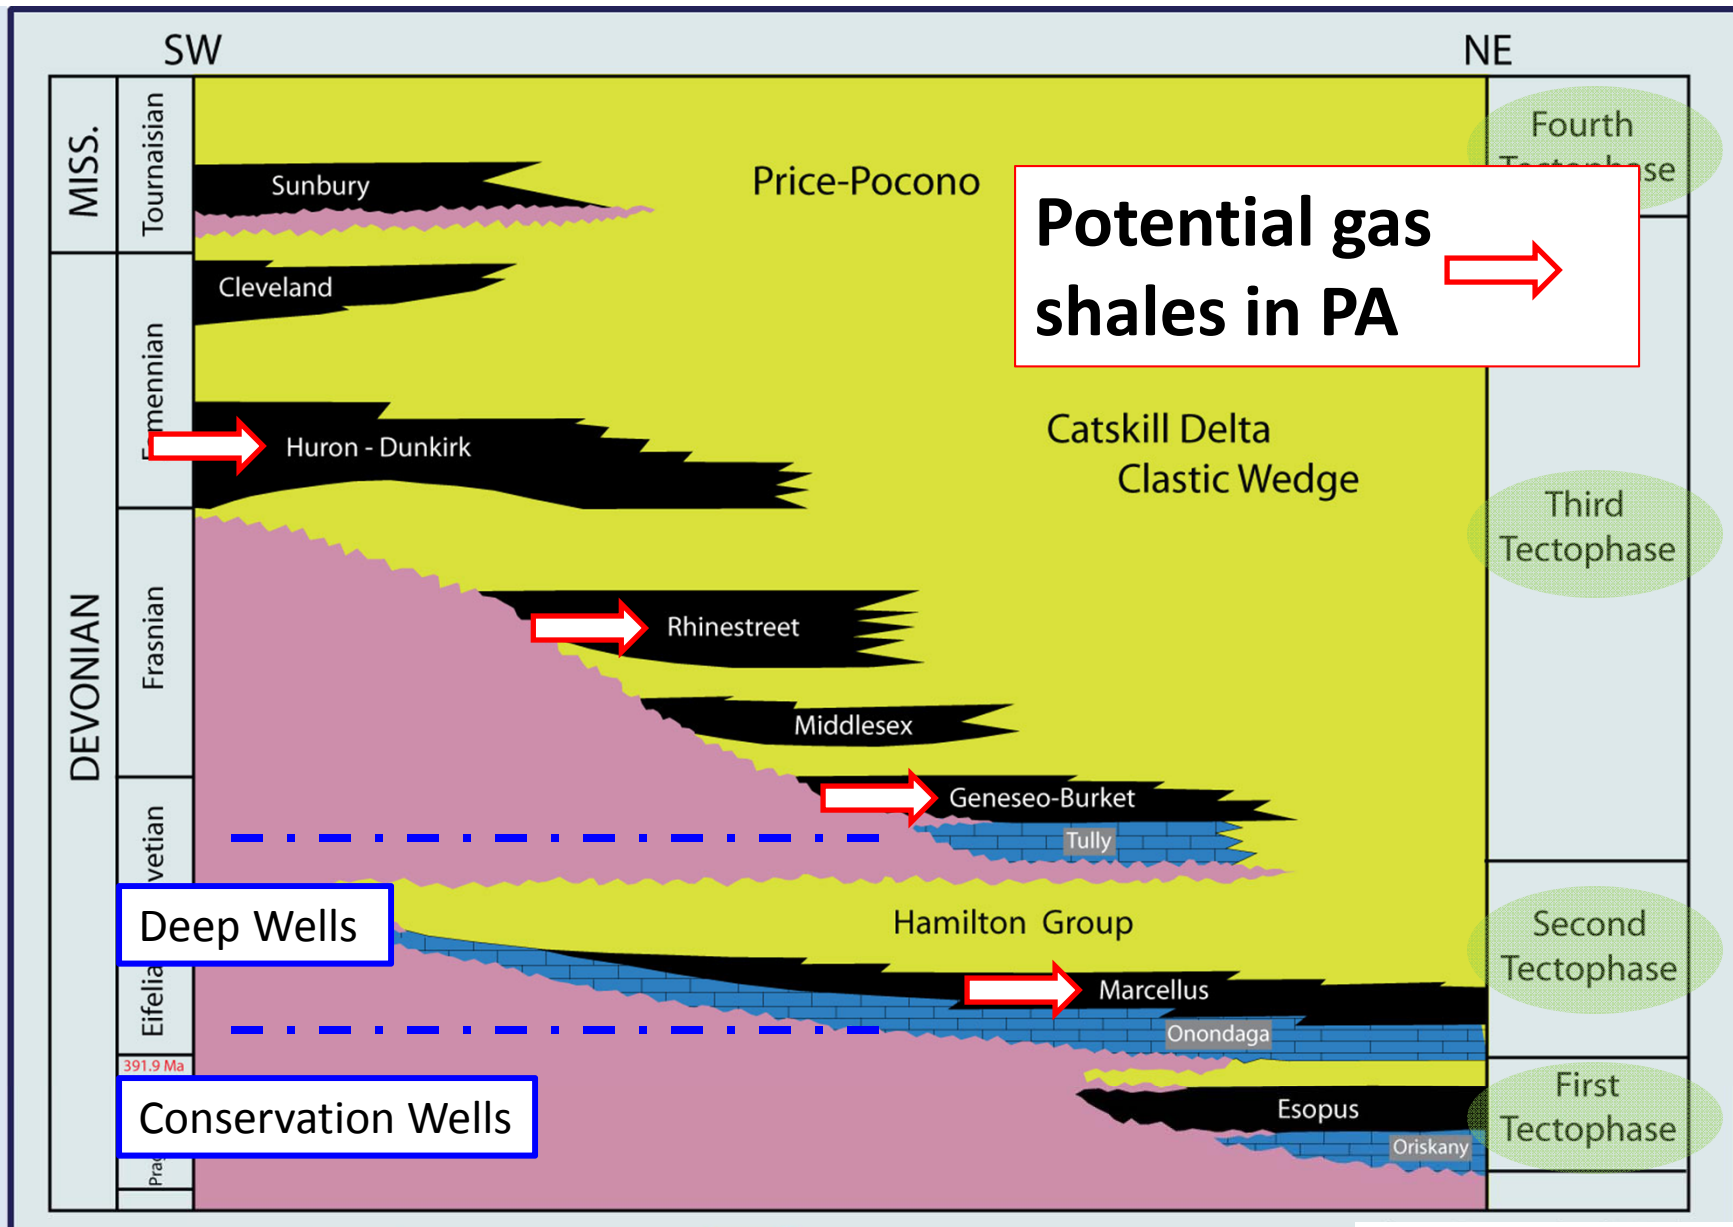 SW
NE
MISS.
Tournaisian
Sunbury
Price-Pocono
Fourth
Potential gas
shales in PA
Cleveland
Huron - Dunkirk
Catskill Delta
Clastic Wedge
Third
Tectophase
DEVONIAN
Frasnian
Rhinestreet
Middlesex
Geneseo-Burket
Tully
Deep Wells
Hamilton Group
Second
Tectophase
Marcellus
Onondaga
391.9 Ma
Conservation Wells
Esopus
Oriskany
First
Tectophase